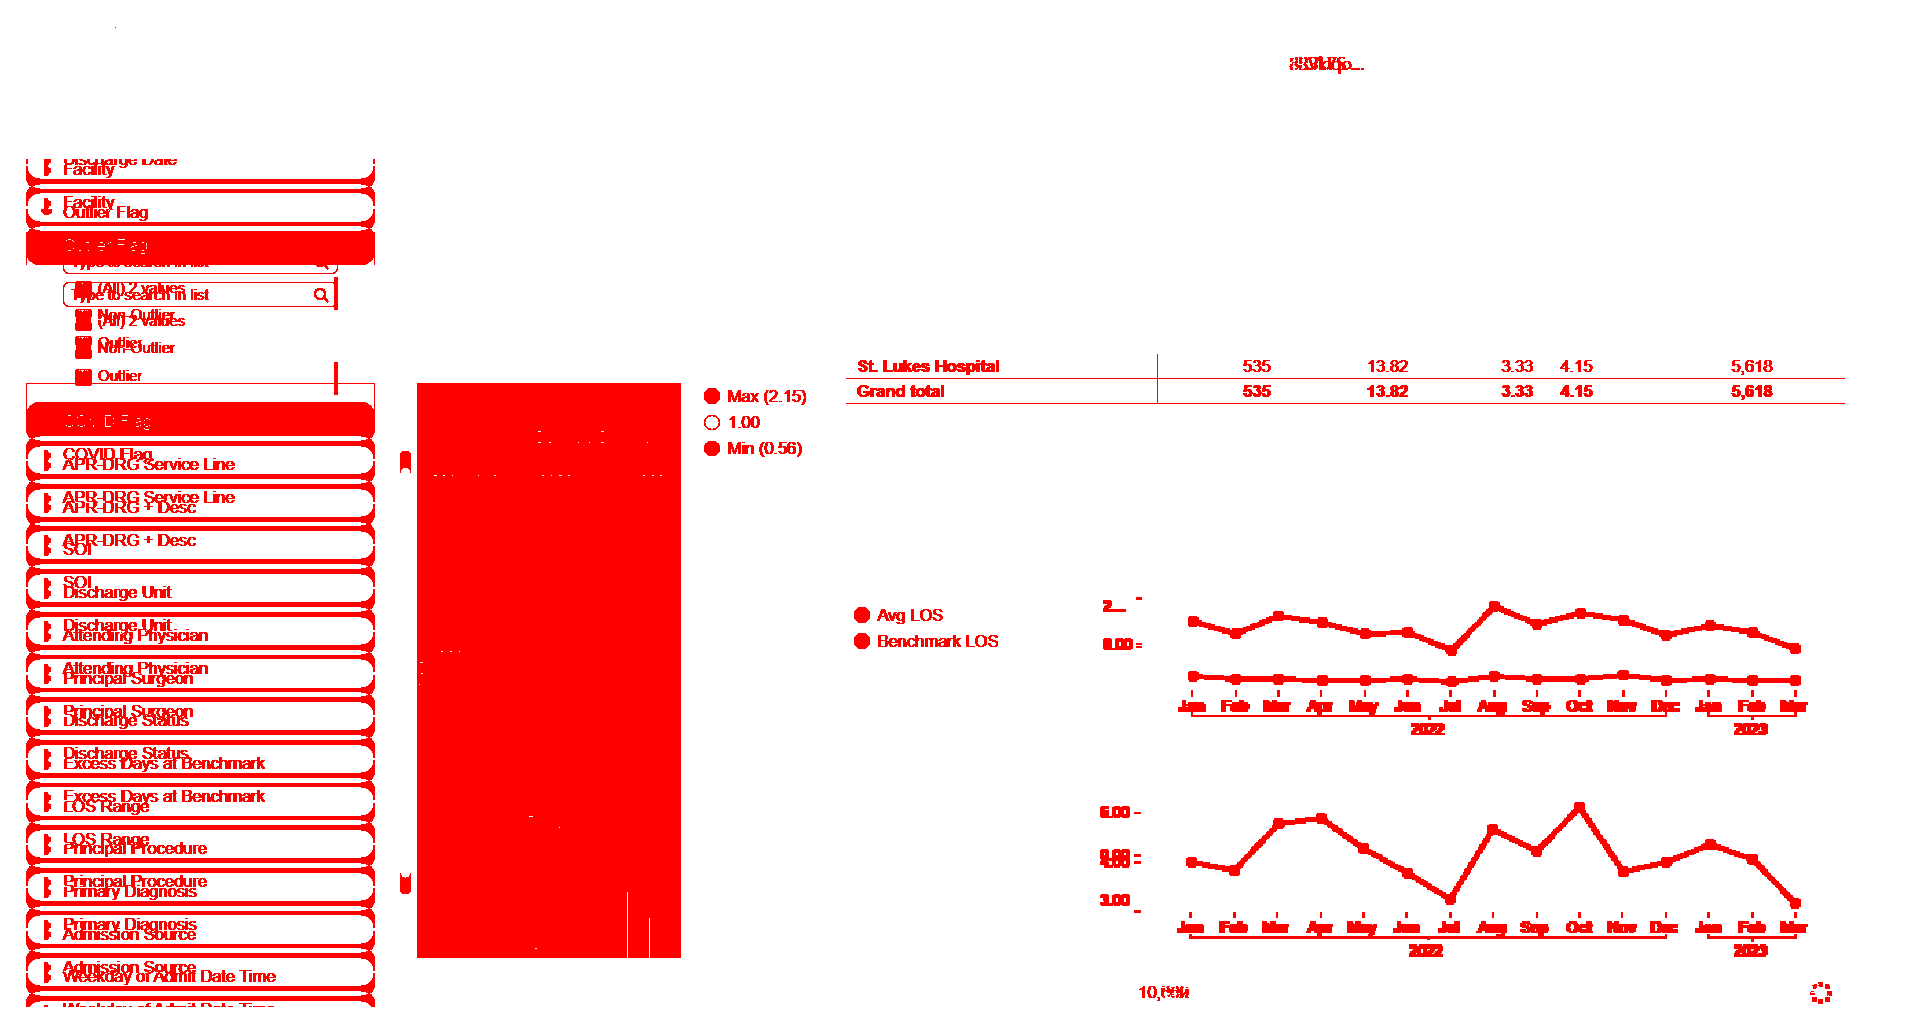 Discharge Date
Facility
Facility
Outlier Flag
Outlier Flag
Type to search in list
(All) 2 values
Type to search in list
Non-Outlier
(All) 2 values
Outlier
Non-Outlier
Outlier
COVID Flag
COVID Flag
APR-DRG Service Line
APR-DRG Service Line
APR-DRG + Desc
APR-DRG + Desc
SOI
SOI
Discharge Unit
Discharge Unit
Attending Physician
Attending Physician
Principal Surgeon
Principal Surgeon
Discharge Status
Discharge Status
Excess Days at Benchmark
Excess Days at Benchmark
LOS Range
LOS Range
Principal Procedure
Principal Procedure
Primary Diagnosis
Primary Diagnosis
Admission Source
Admission Source
Weekday of Admit Date Time
Weekday of Admit Date Time
Max (2.15)
1.00
Min (0.56)
St. Lukes Hospital 535 13.82 3.33 4.15 5,618
Grand total 535 13.82 3.33 4.15 5,618
Avg LOS
Benchmark LOS
2...
Jan Feb Mar Apr May Jun Jul Aug Sep Oct Nov Dec Jan Feb Mar
2022 2023
3.00
Jan Feb Mar Apr May Jun Jul Aug Sep Oct Nov Dec Jan Feb Mar
2022 2023